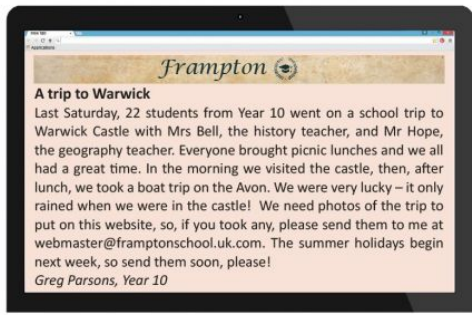 New Tab
Applications
Frampton
A trip to Warwick
Last Saturday, 22 students from Year 10 went on a school trip to
Warwick Castle with Mrs Bell, the history teacher, and Mr Hope,
the geography teacher. Everyone brought picnic lunches and we all
had a great time. In the morning we visited the castle, then, after
lunch, we took a boat trip on the Avon. We were very lucky – it only
rained when we were in the castle! We need photos of the trip to
put on this website, so, if you took any, please send them to me at
webmaster@framptonschool.uk.com. The summer holidays begin
next week, so send them soon, please!
Greg Parsons, Year 10